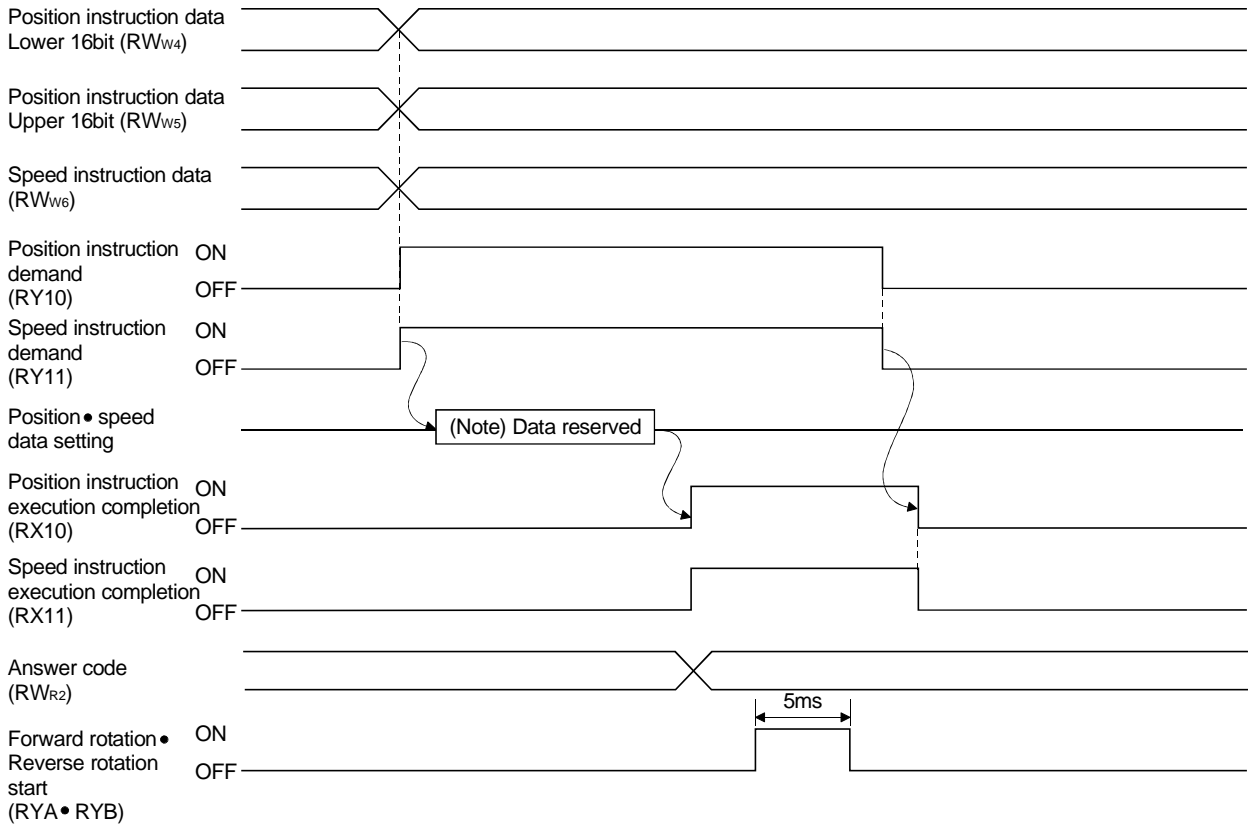 Position instruction data
Lower 16bit (RWW4)
Position instruction data
Upper 16bit (RWW5)
Speed instruction data
(RWW6)
Position instruction
demand
(RY10)
ON
OFF
Speed instruction
demand
(RY11)
ON
OFF
Position● speed
data setting
(Note) Data reserved
Position instruction
execution completion
(RX10)
ON
OFF
Speed instruction
execution completion
(RX11)
ON
OFF
Answer code
(RWR2)
5ms
Forward rotation●
Reverse rotation
start
(RYA● RYB)
ON
OFF